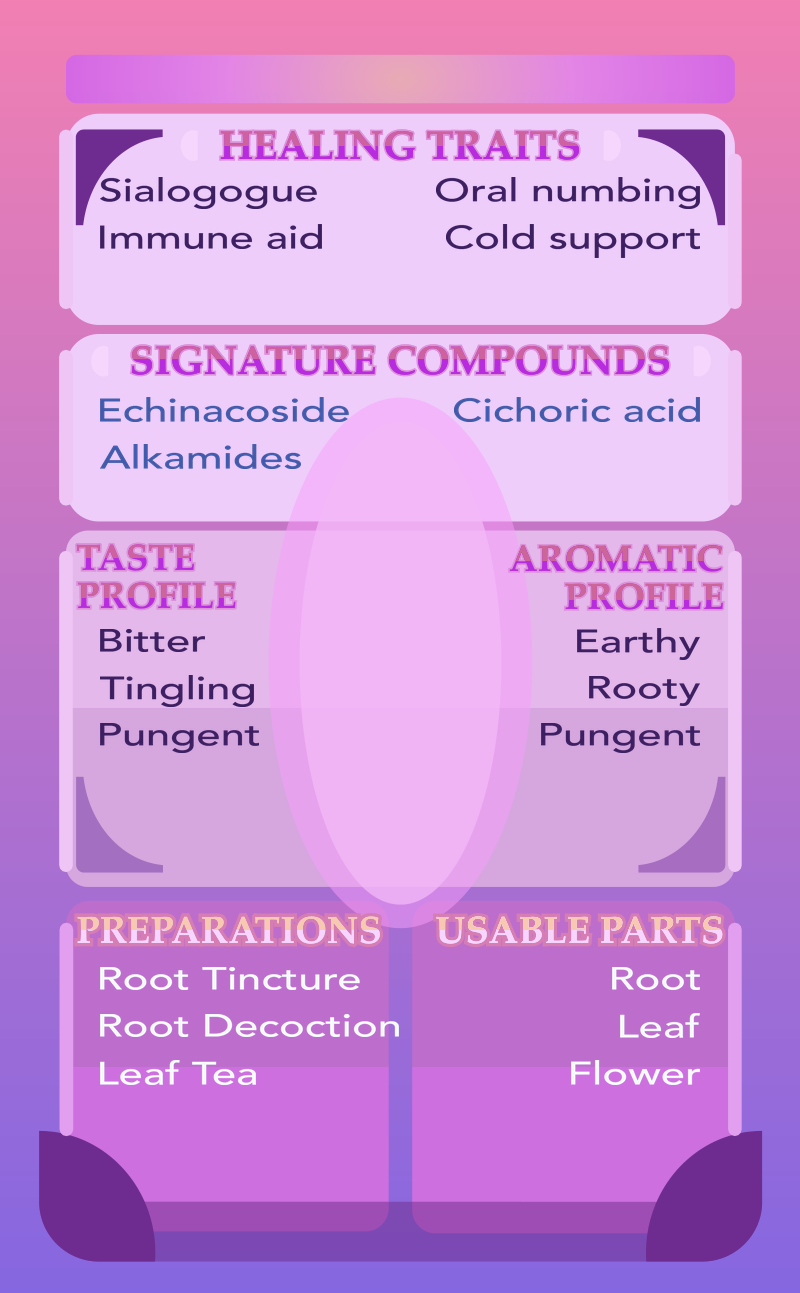 HEALING TRAITS
Sialogogue Oral numbing
Immune aid Cold support
SIGNATURE COMPOUNDS
Echinacoside Cichoric acid
Alkamides
TASTE
PROFILE
Bitter
Tingling
Pungent
AROMATIC
PROFILE
Earthy
Rooty
Pungent
PREPARATIONS
Root Tincture
Root Decoction
Leaf Tea
USABLE PARTS
Root
Leaf
Flower